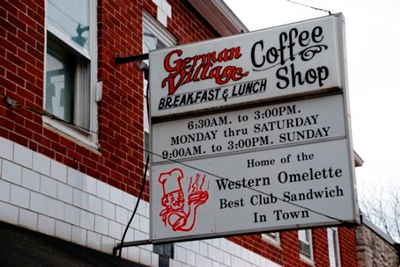 German Village Coffee Shop
BREAKFAST & LUNCH
6:30AM. to 3:00PM.
MONDAY thru SATURDAY
9:00AM. to 3:00PM. SUNDAY
Home of the
Western Omelette
Best Club Sandwich
In Town